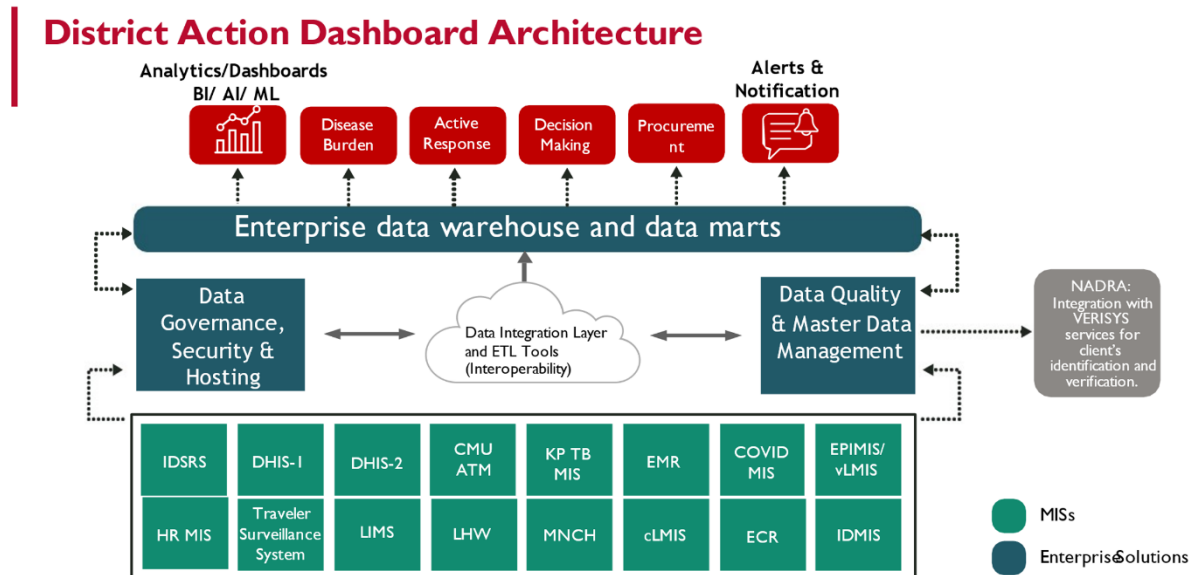 District Action Dashboard Architecture
Analytics/Dashboards
BI/ AI/ ML
Alerts &
Notification
Disease
Burden
Active
Response
Decision
Making
Procureme
nt
Enterprise data warehouse and data marts
Data
Governance,
Security &
Hosting
Data Integration Layer
and ETL Tools
(Interoperability)
Data Quality
& Master Data
Management
NADRA:
Integration with
VERISYS
services for
client's
identification and
verification.
IDSRS
DHIS-1
DHIS-2
CMU
ATM
KP TB
MIS
EMR
COVID
MIS
EPIMIS/
vLMIS
HR MIS
Traveler
Surveillance
System
LIMS
LHW
MNCH
cLMIS
ECR
IDMIS
MISs
Enterprise Solutions